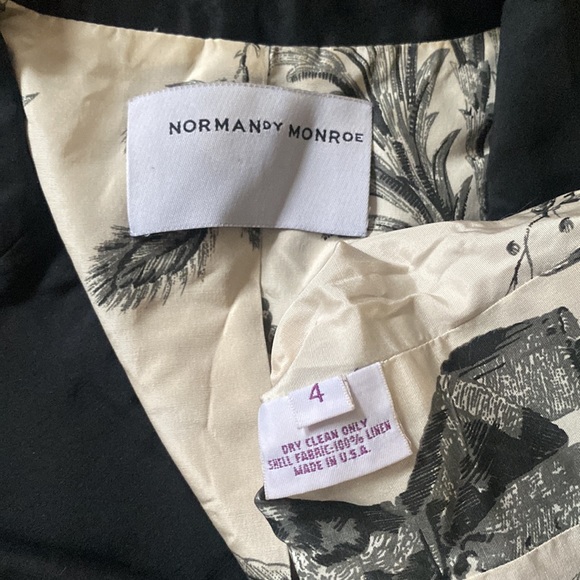 NORMANDY MONROE
4
DRY CLEAN ONLY
SHELL FABRIC:100% LINEN
MADE IN U.S.A.